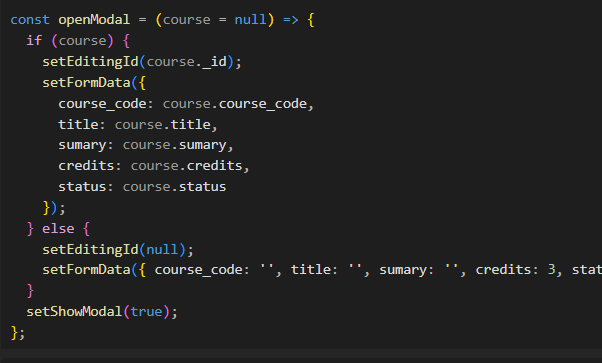 const openModal = (course = null) => {
if (course) {
setEditingId(course._id);
setFormData({
course_code: course.course_code,
title: course.title,
sumary: course.sumary,
credits: course.credits,
status: course.status
});
} else {
setEditingId(null);
setFormData({ course_code: '', title: '', sumary: '', credits: 3, stat
}
setShowModal(true);
};